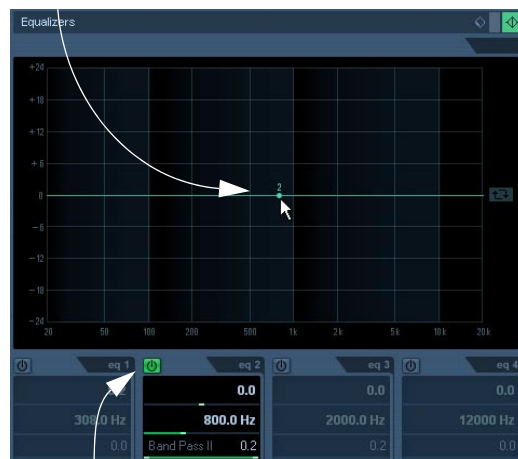 Equalizers
+24
+18
+12
+6
0
-6
-12
-18
-24
2
20 50 100 200 500 1k 2k 5k 10k 20k
eq 1 eq 2 eq 3 eq 4
0.0 0.0 0.0
308.0 Hz 800.0 Hz 2000.0 Hz 12000 Hz
0.0 Band Pass II 0.2 0.2 0.0